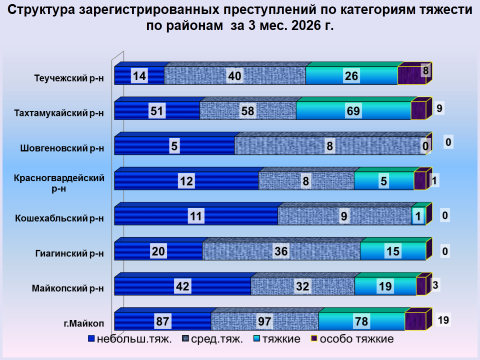 Структура зарегистрированных преступлений по категориям тяжести
по районам за 3 мес. 2026 г.
Теучежский р-н 14 40 26 8
Тахтамукайский р-н 51 58 69 9
Шовгеновский р-н 5 8 0 0
Красногвардейский
р-н 12 8 5 1
Кошехабльский р-н 11 9 1 0
Гиагинский р-н 20 36 15 0
Майкопский р-н 42 32 19 3
г.Майкоп 87 97 78 19
небольш.тяж. сред.тяж. тяжкие особо тяжкие